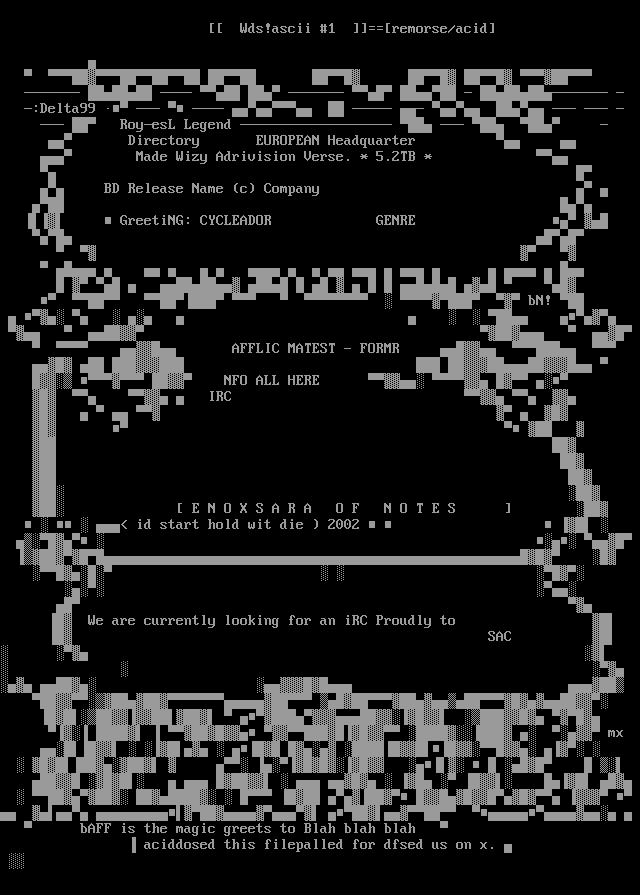 [[  Wds!ascii #1  ]]==[remorse/acid]
-:Delta99
Roy-esL Legend
Directory       EUROPEAN Headquarter
Made Wizy Adrivision Verse. * 5.2TB *
BD Release Name (c) Company
GreetiNG: CYCLEADOR             GENRE
bN!
AFFLIC MATEST - FORMR
NFO ALL HERE
IRC
[ E N O X S A R A   O F   N O T E S      ]
< id start hold wit die ) 2002
We are currently looking for an iRC Proudly to
SAC
mx
bAFF is the magic greets to Blah blah blah
aciddosed this filepalled for dfsed us on x.